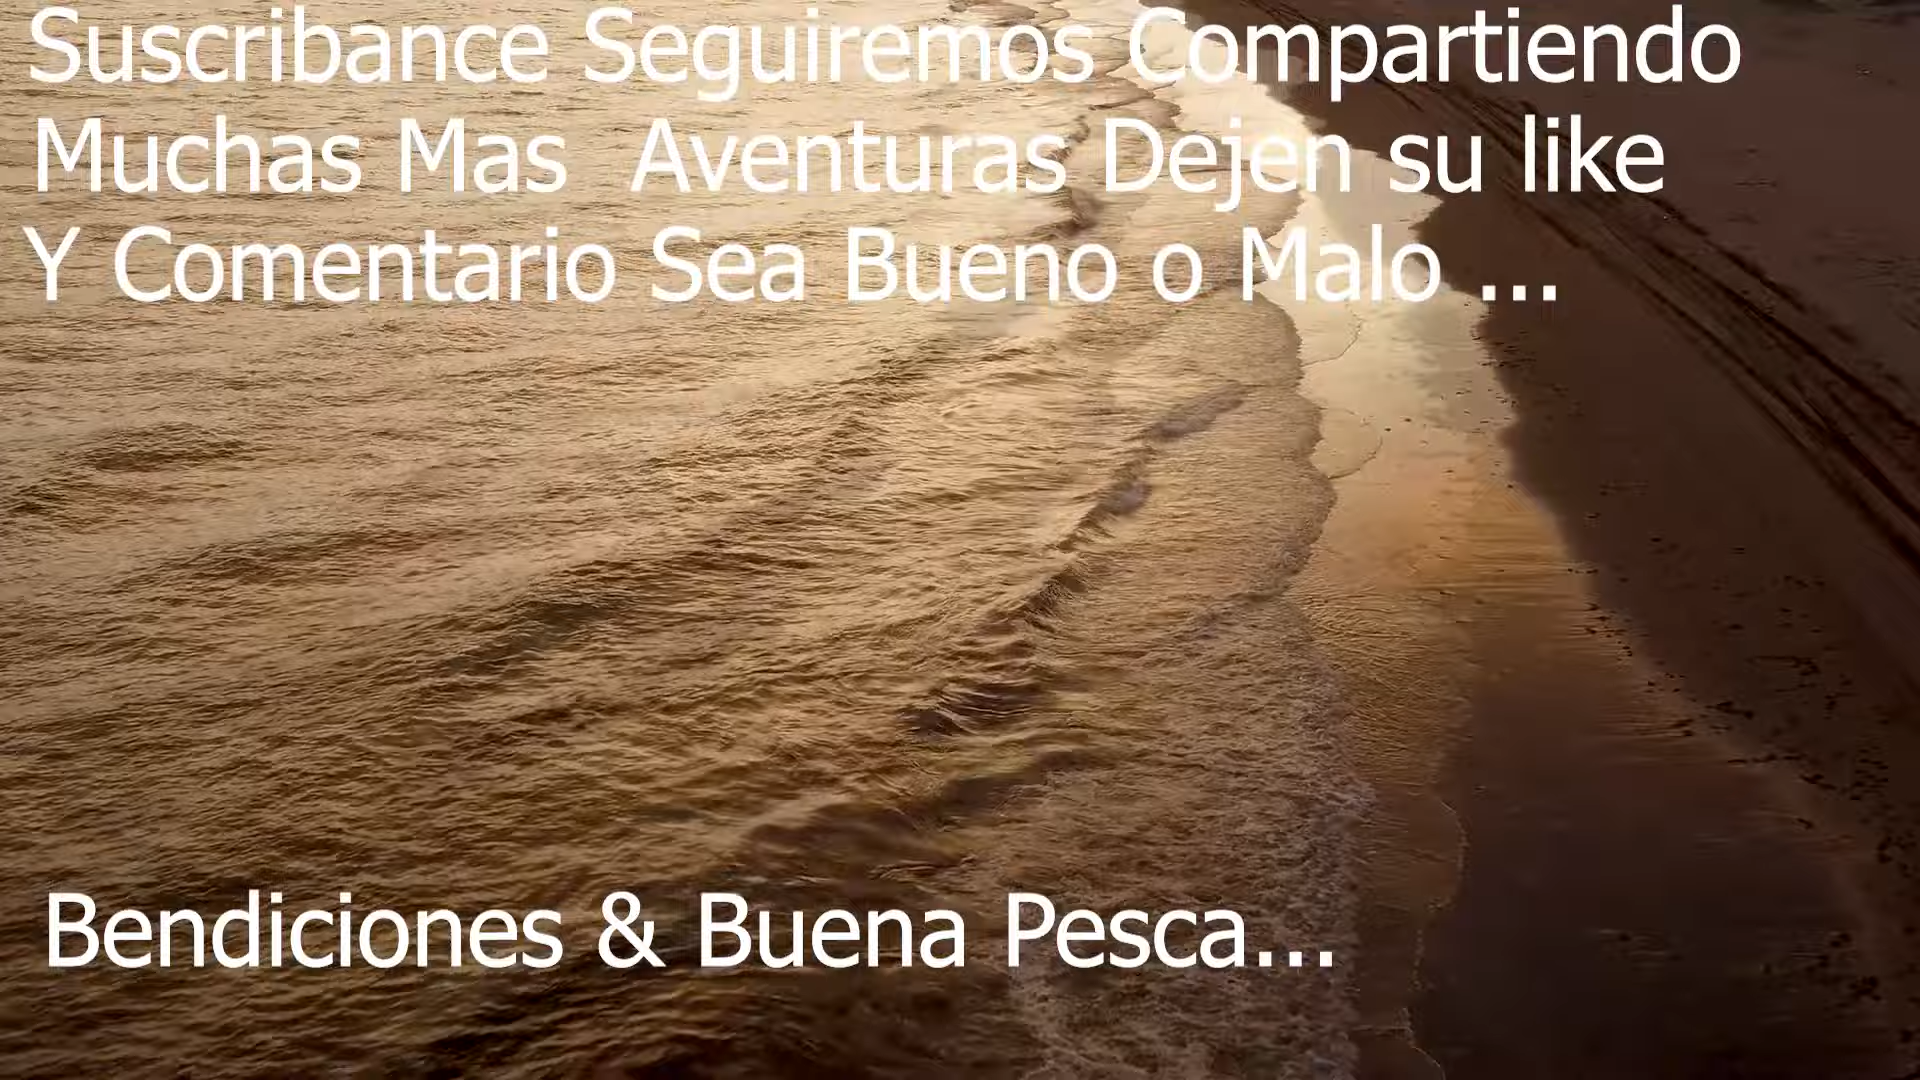 Suscribance Seguiremos Compartiendo
Muchas Mas  Aventuras Dejen su like
Y Comentario Sea Bueno o Malo ...
Bendiciones & Buena Pesca...